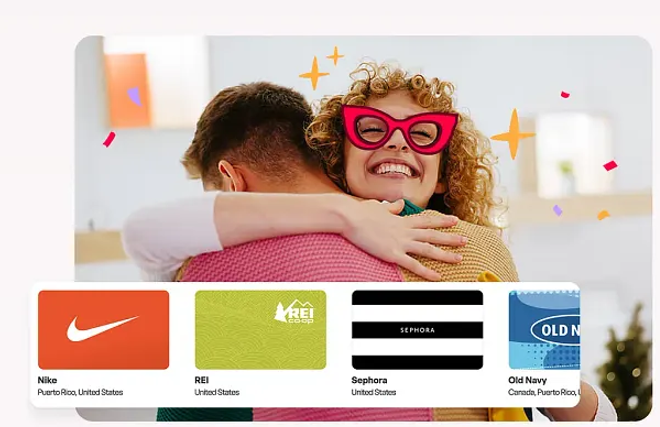 REI
co-op
SEPHORA
OLD N
Nike
Puerto Rico, United States
REI
United States
Sephora
United States
Old Navy
Canada, Puerto Rico, U